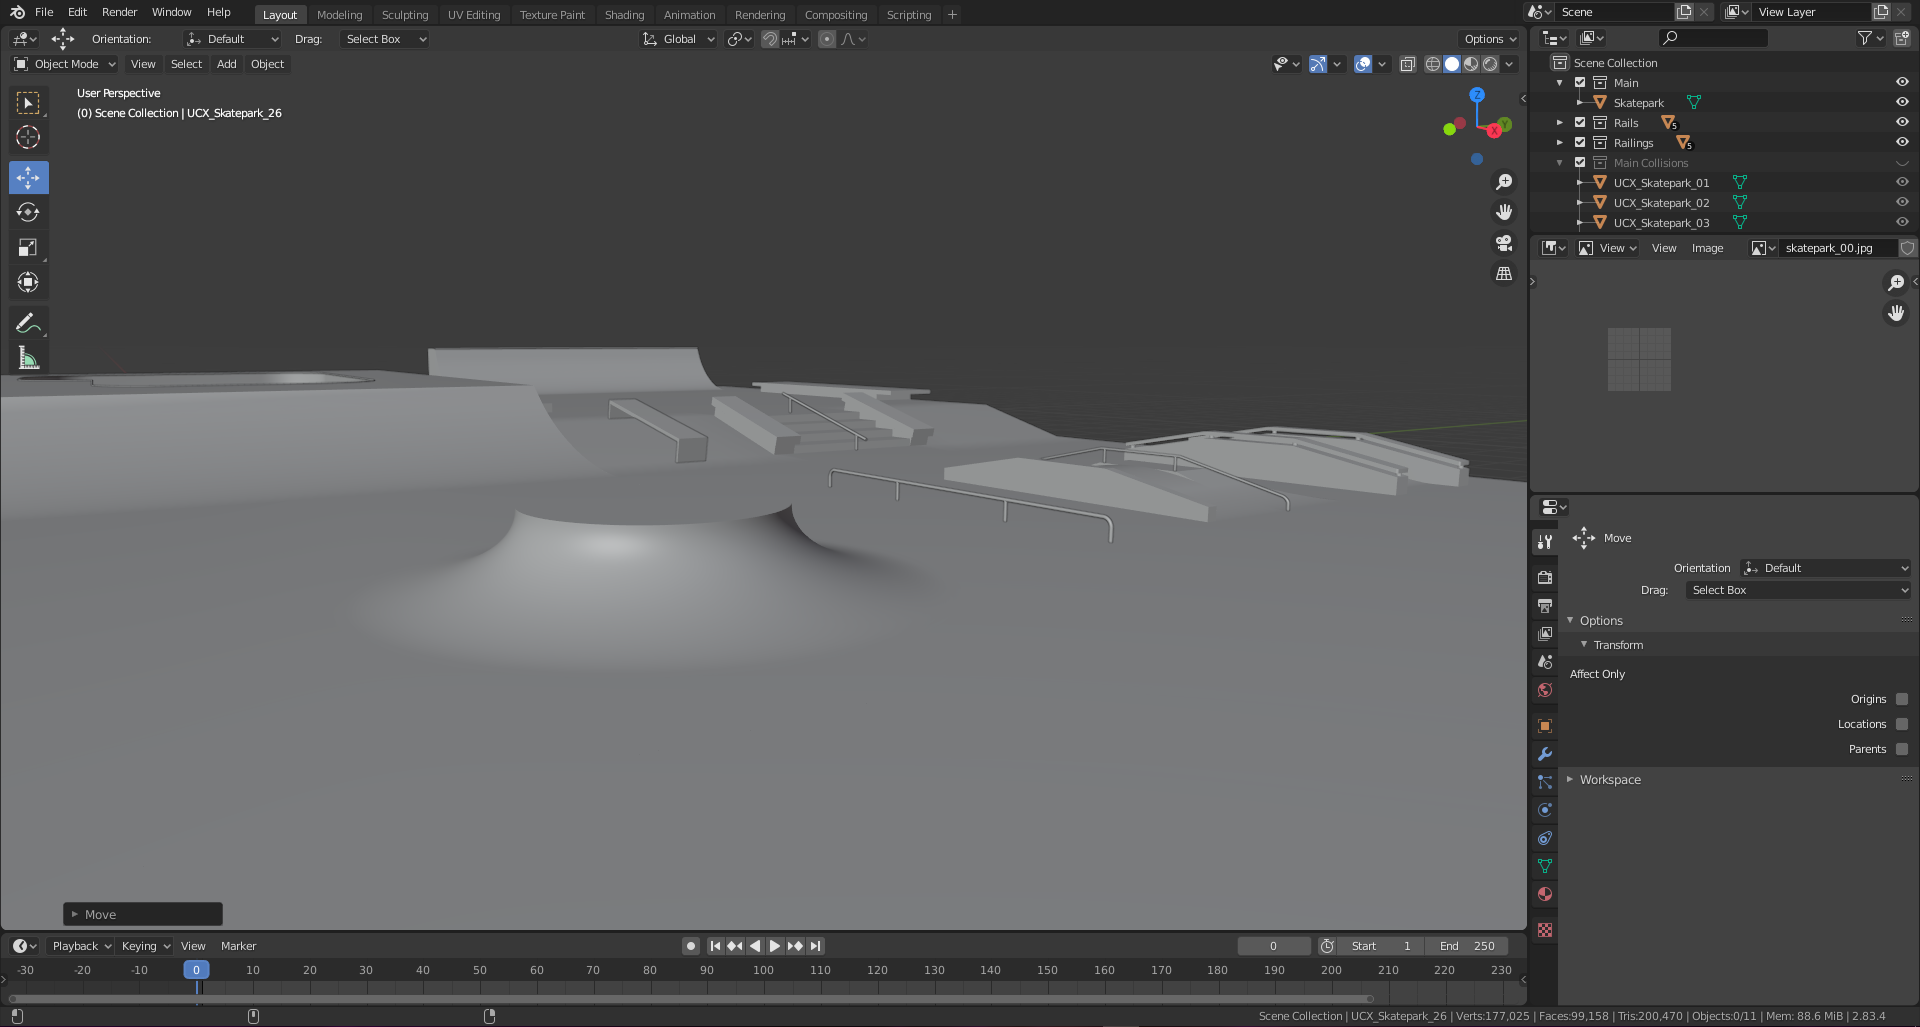 File Edit Render Window Help Layout Modeling Sculpting UV Editing Texture Paint Shading Animation Rendering Compositing Scripting + Scene View Layer
Orientation: Default Drag: Select Box Global Options
Object Mode View Select Add Object
User Perspective
(0) Scene Collection | UCX_Skatepark_26
Z
Y
X
Move
Scene Collection
Main
Skatepark
Rails 5
Railings 5
Main Collisions
UCX_Skatepark_01
UCX_Skatepark_02
UCX_Skatepark_03
View View Image skatepark_00.jpg
Move
Orientation Default
Drag: Select Box
Options
Transform
Affect Only
Origins
Locations
Parents
Workspace
Playback Keying View Marker 0 Start 1 End 250
-30 -20 -10 0 10 20 30 40 50 60 70 80 90 100 110 120 130 140 150 160 170 180 190 200 210 220 230
Scene Collection | UCX_Skatepark_26 | Verts:177,025 | Faces:99,158 | Tris:200,470 | Objects:0/11 | Mem: 88.6 MiB | 2.83.4